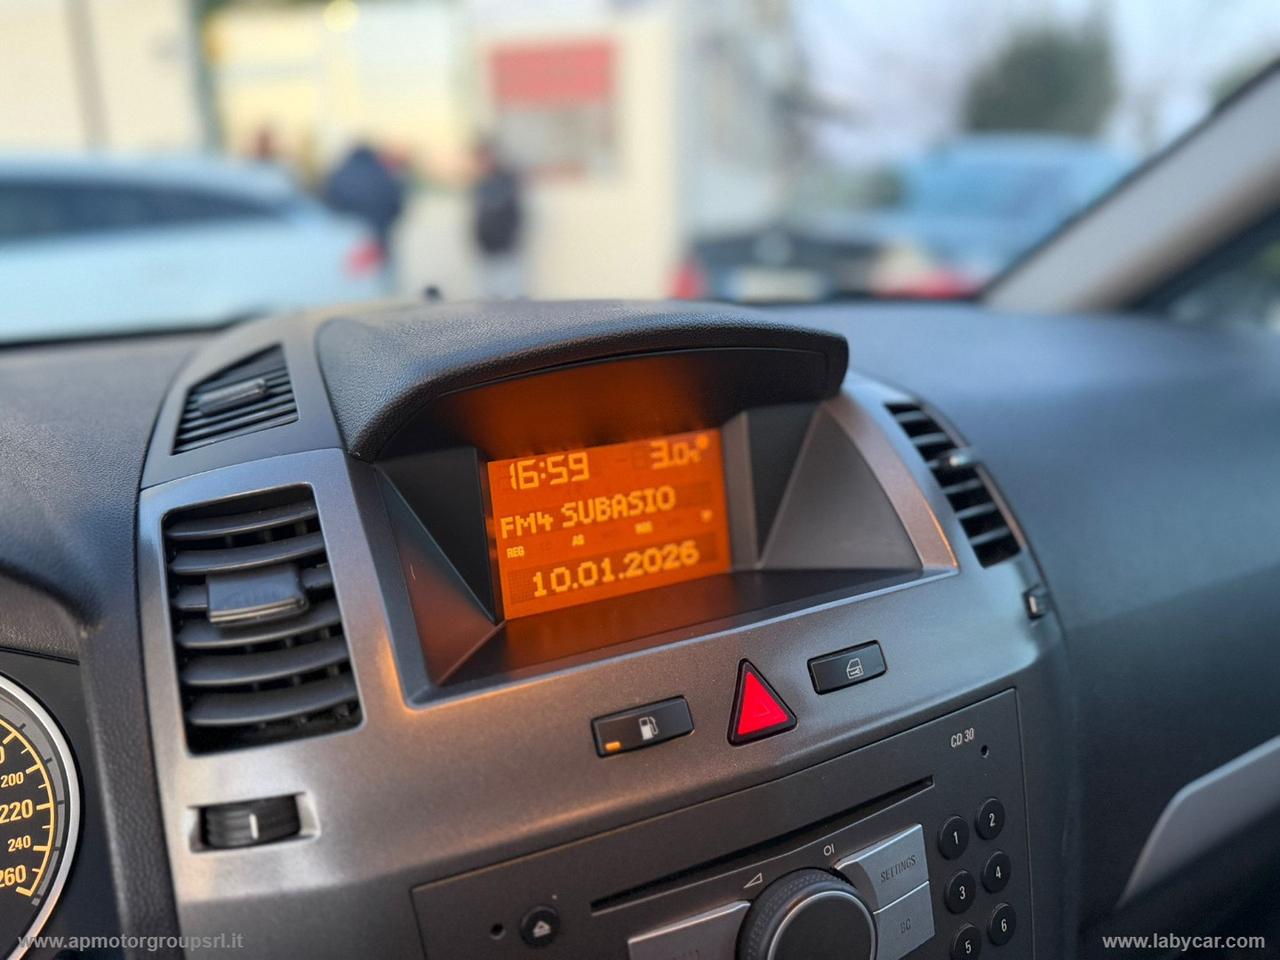 16:59 3.0°
FM4 SUBASIO
REG AS
10.01.2026
CD 30
200
220
240
260
SETTINGS
BC
1 2
3 4
5 6
www.apmotorgroupsrl.it
www.labycar.com